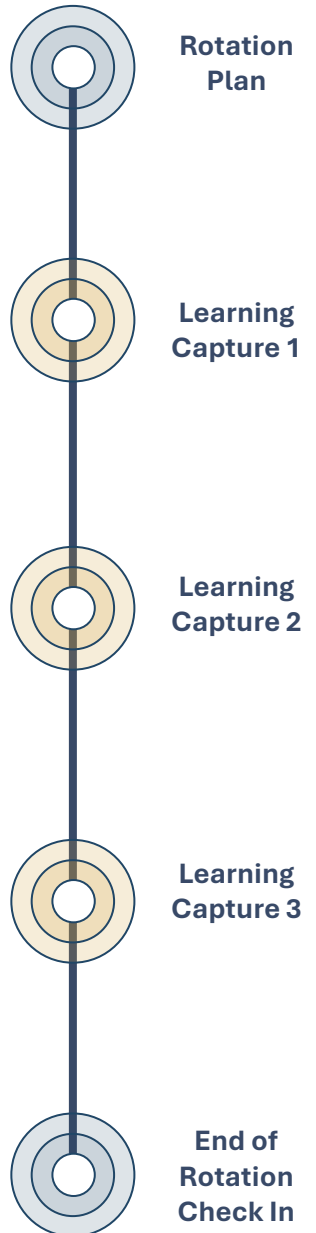 Rotation
Plan
Learning
Capture 1
Learning
Capture 2
Learning
Capture 3
End of
Rotation
Check In